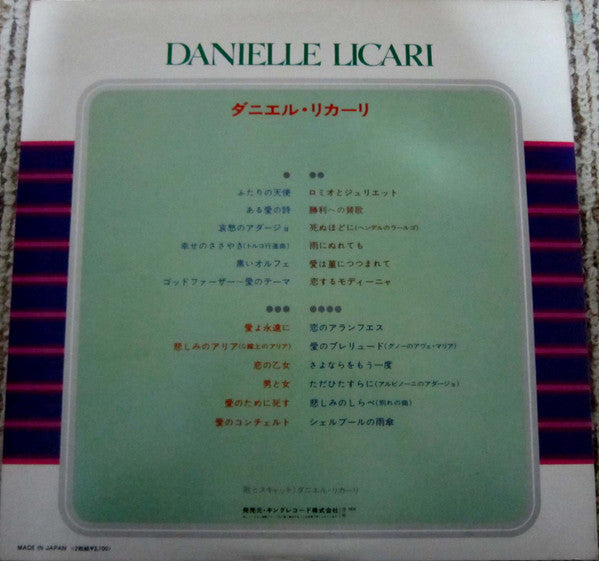 DANIELLE LICARI
ダニエル・リカーリ
ふたりの天使
ある愛の詩
哀愁のアダージョ
幸せのささやき(トルコ行進曲)
黒いオルフェ
ゴッドファーザー〜愛のテーマ
ロミオとジュリエット
勝利への讃歌
死ぬほどに(ヘンデルのラールゴ)
雨にぬれても
愛は菫につつまれて
恋するモディーニャ
愛よ永遠に
悲しみのアリア(G線上のアリア)
恋の乙女
男と女
愛のために死す
愛のコンチェルト
恋のアランフエス
愛のプレリュード(グノーのアヴェ・マリア)
さよならをもう一度
ただひたすらに(アルビノーニのアダージョ)
悲しみのしらべ(別れの曲)
シェルブールの雨傘
歌とスキャット)ダニエル・リカーリ
発売元・キングレコード株式会社
MADE IN JAPAN (2枚組¥3,100)